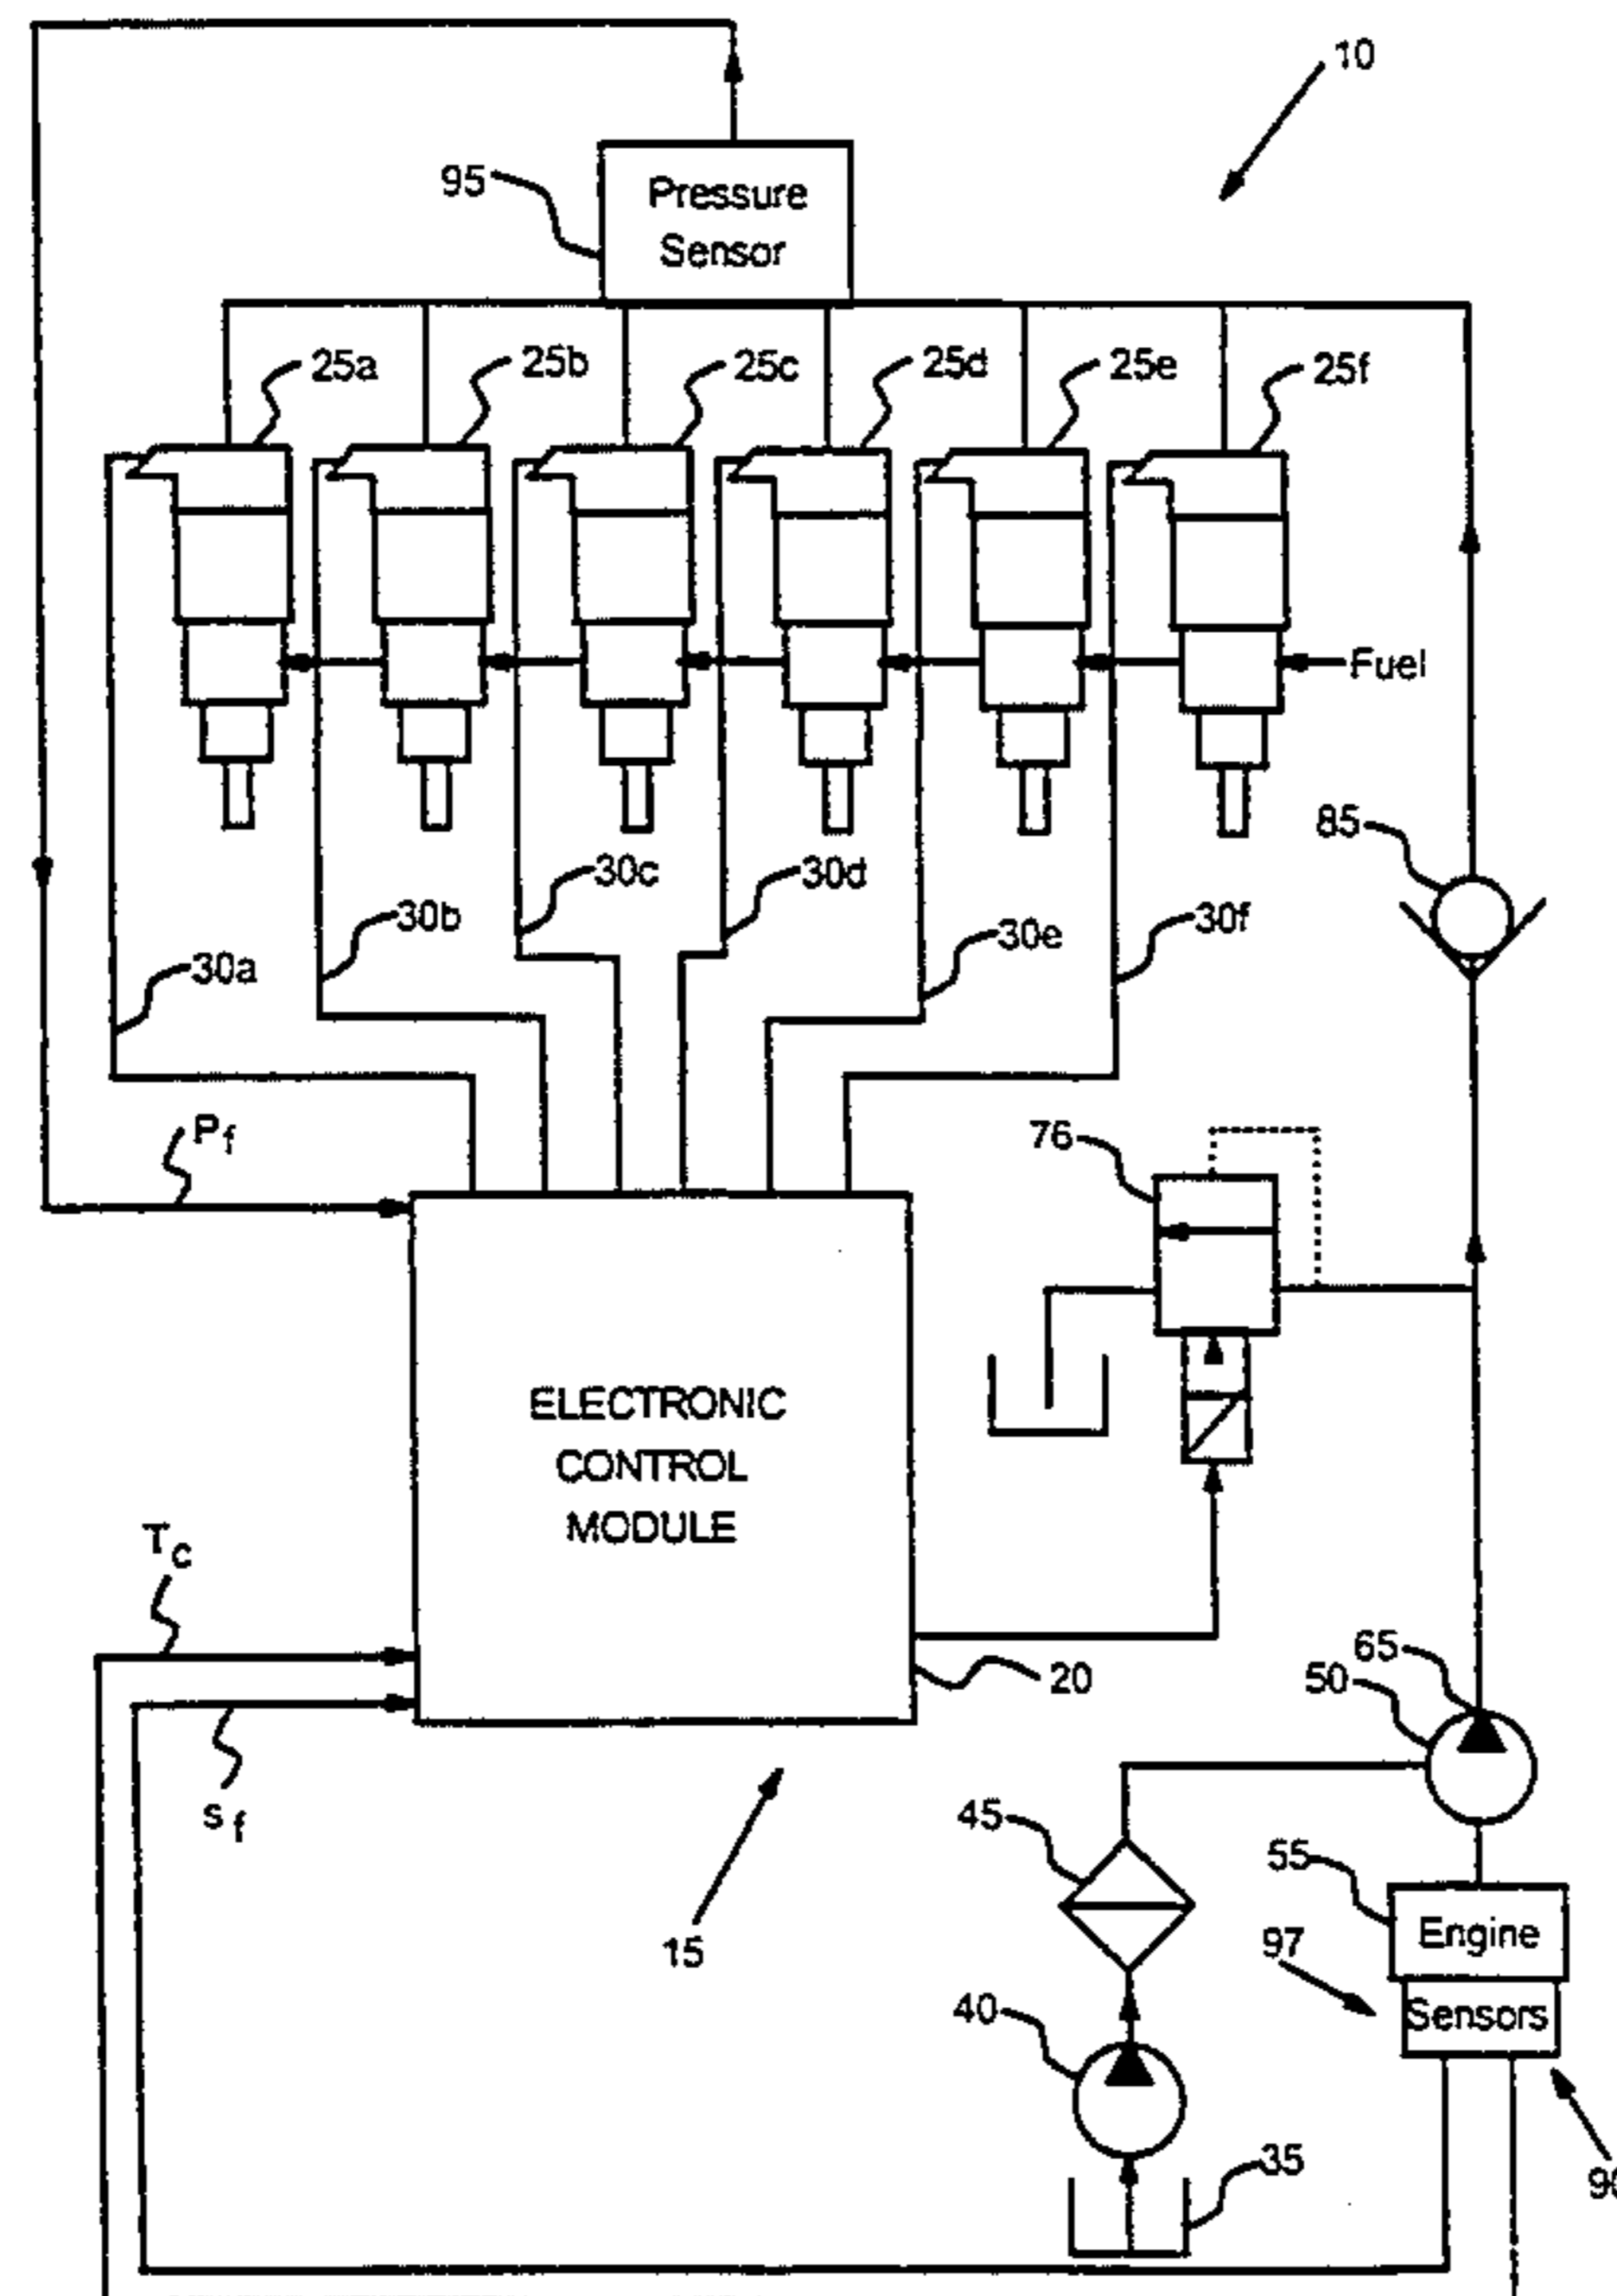 10
95
Pressure
Sensor
25a
25b
25c
25d
25e
25f
Fuel
85
30c
30d
30b
30e
30f
30a
Pf
76
ELECTRONIC
CONTROL
MODULE
Tc
20
65
50
sf
45
55
Engine
15
97
Sensors
40
35